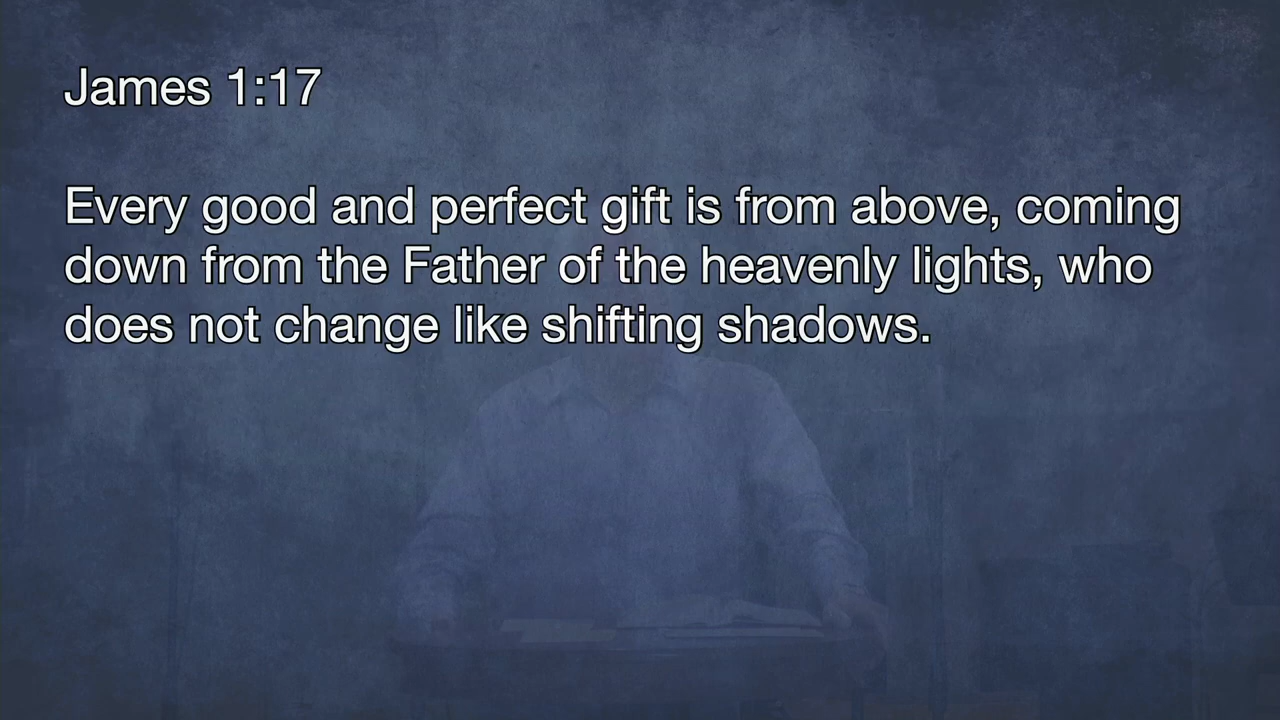 James 1:17
Every good and perfect gift is from above, coming
down from the Father of the heavenly lights, who
does not change like shifting shadows.